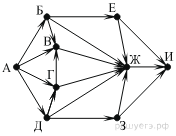 Б Е
В
А Ж И
Г
Д З
решуегэ.рф